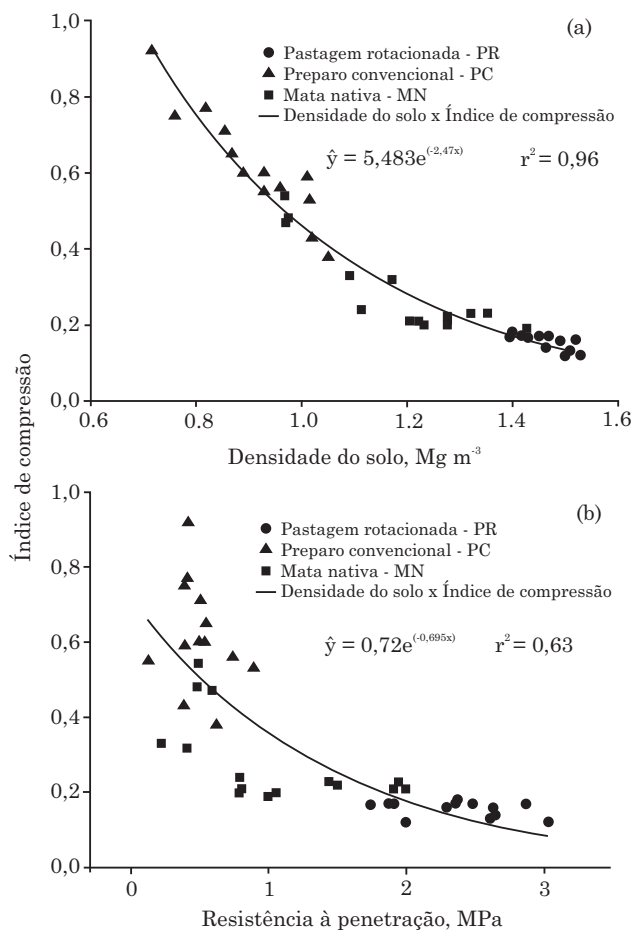 (a)
Pastagem rotacionada - PR
Preparo convencional - PC
Mata nativa - MN
Densidade do solo x Índice de compressão
ŷ = 5,483e(-2,47x) r² = 0,96
1,0
0,8
0,6
0,4
0,2
0,0
0.6 0.8 1.0 1.2 1.4 1.6
Densidade do solo, Mg m-3
Índice de compressão
(b)
Pastagem rotacionada - PR
Preparo convencional - PC
Mata nativa - MN
Densidade do solo x Índice de compressão
ŷ = 0,72e(-0,695x) r² = 0,63
1,0
0,8
0,6
0,4
0,2
0,0
0 1 2 3
Resistência à penetração, MPa